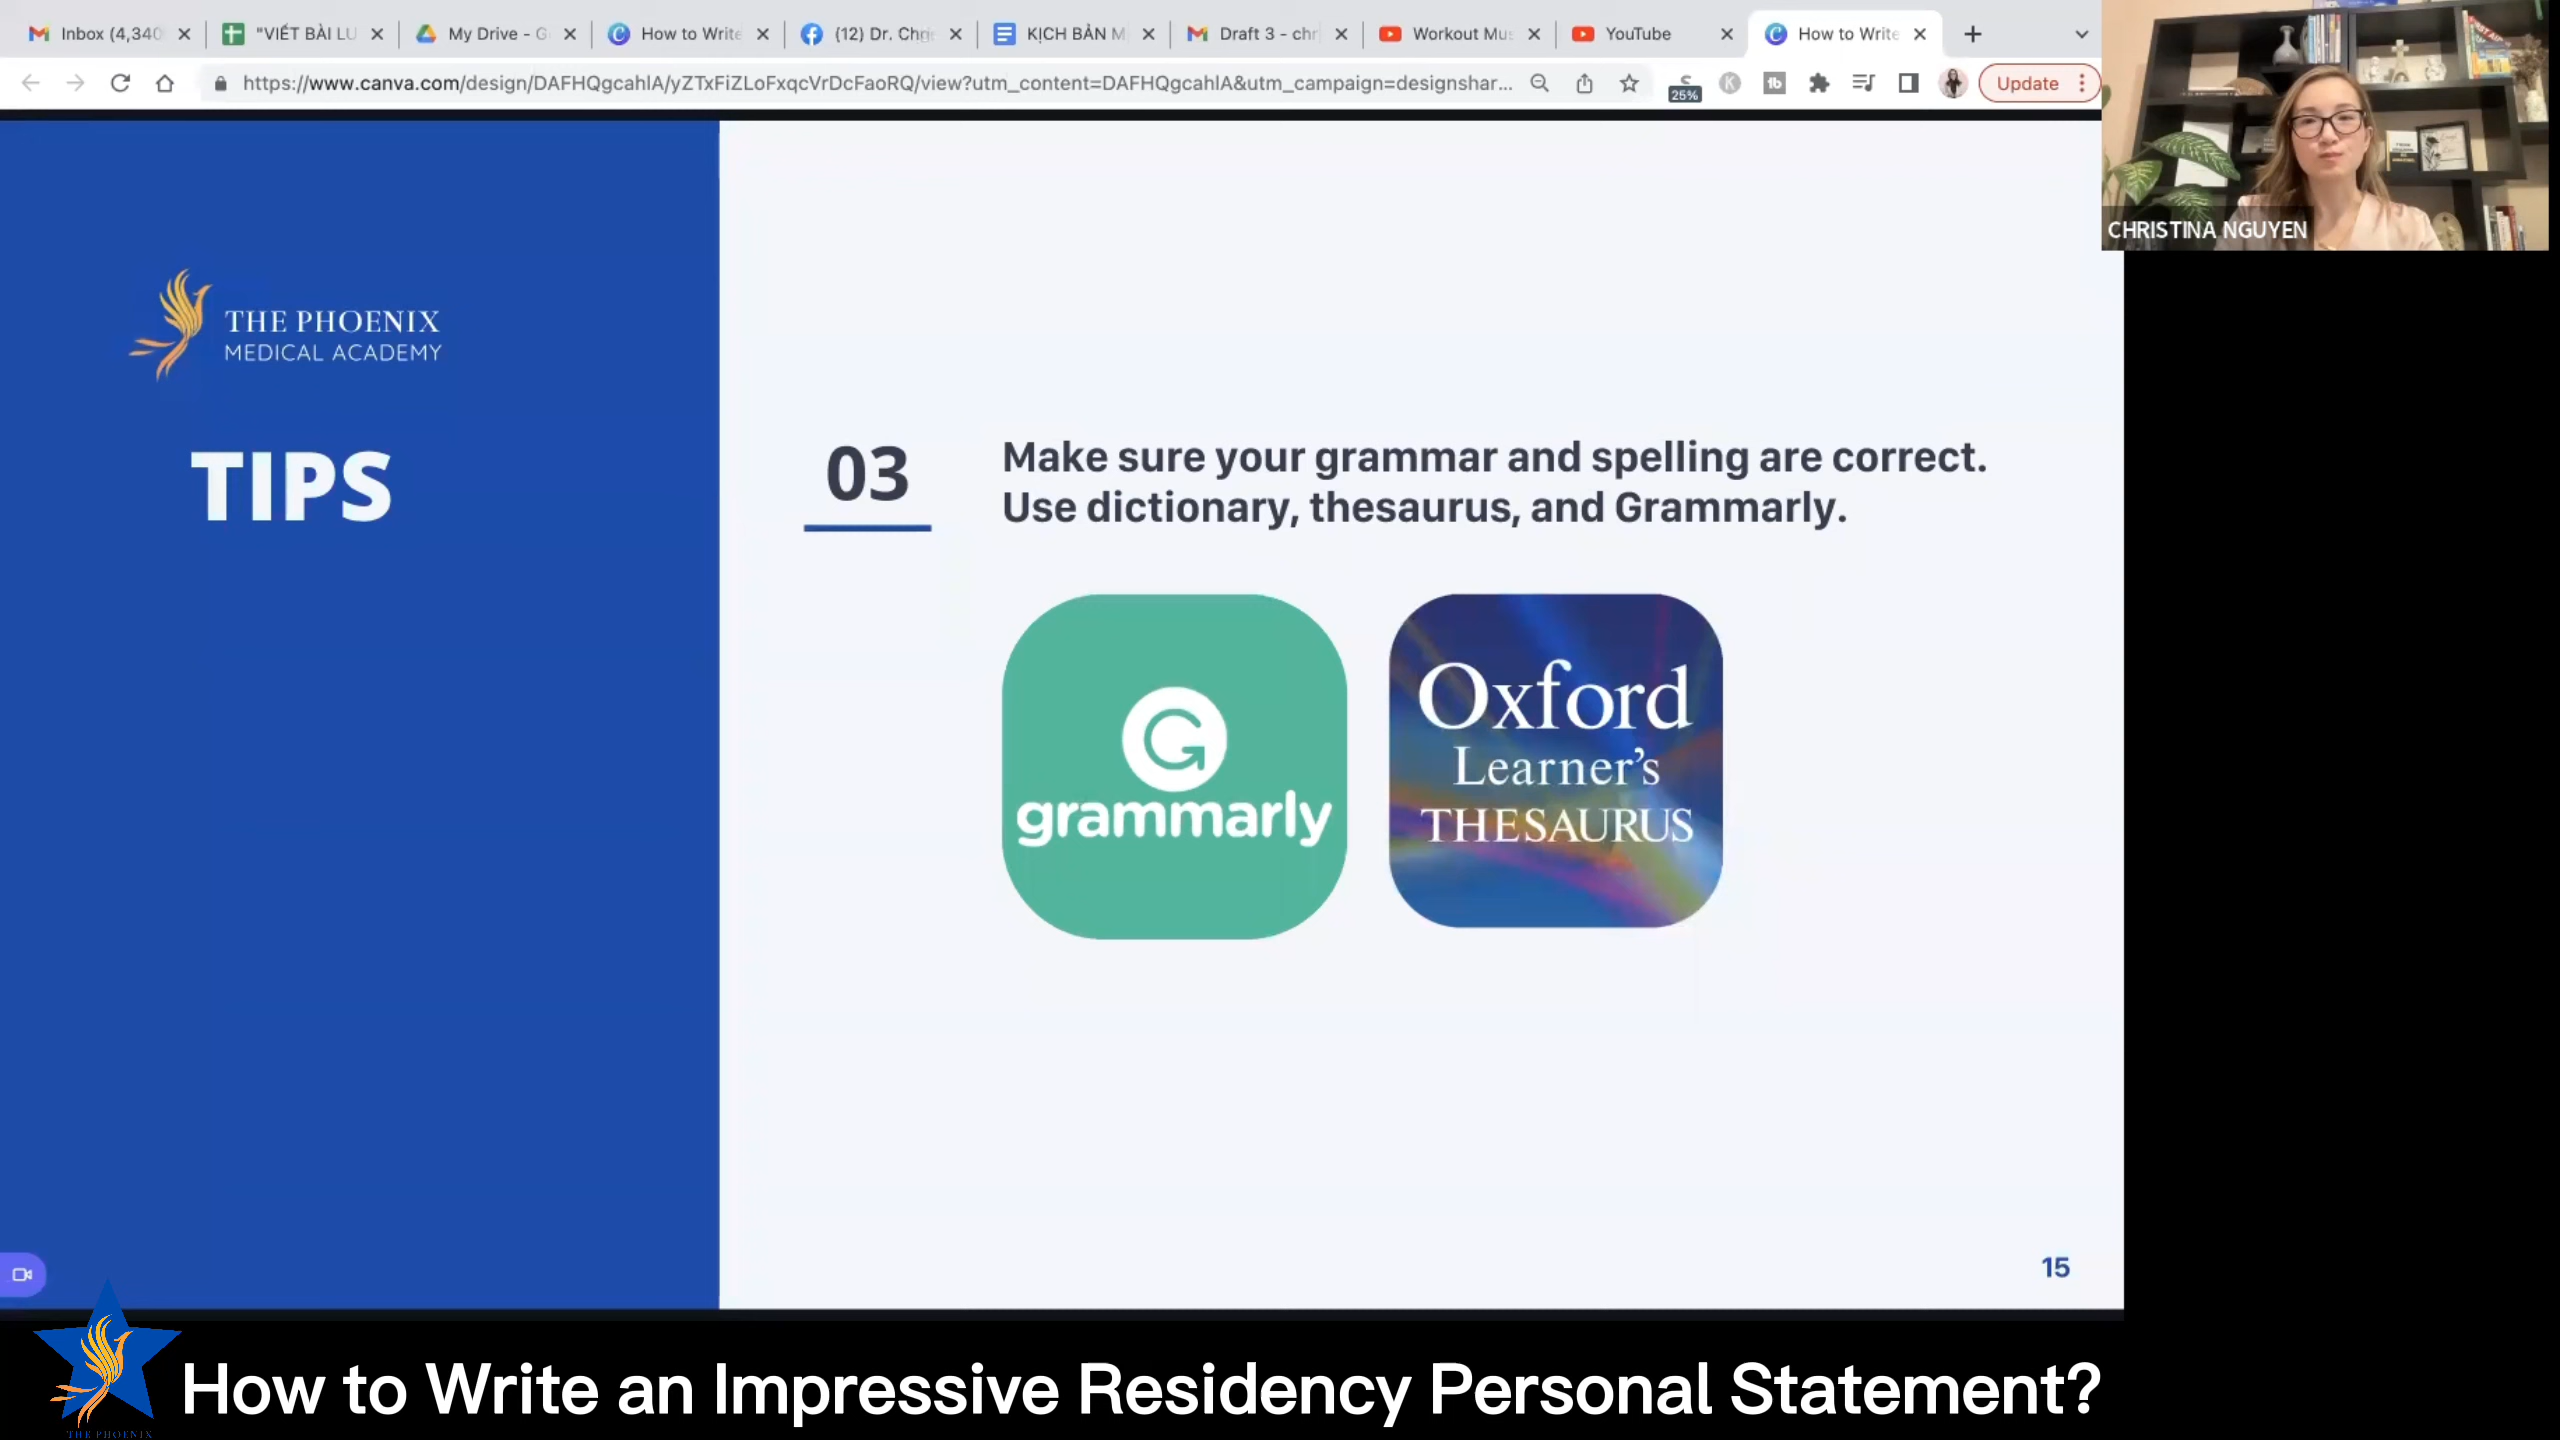 Inbox (4,340
"VIẾT BÀI LU
My Drive - G
How to Write
(12) Dr. Chr
KỊCH BẢN M
Draft 3 - chr
Workout Mus
YouTube
How to Write
https://www.canva.com/design/DAFHQgcahlA/yZTxFiZLoFxqcVrDcFaoRQ/view?utm_content=DAFHQgcahlA&utm_campaign=designshar...
25%
Update
CHRISTINA NGUYEN
THE PHOENIX
MEDICAL ACADEMY
TIPS
03
Make sure your grammar and spelling are correct.
Use dictionary, thesaurus, and Grammarly.
G
grammarly
Oxford
Learner's
THESAURUS
15
How to Write an Impressive Residency Personal Statement?
THE PHOENIX